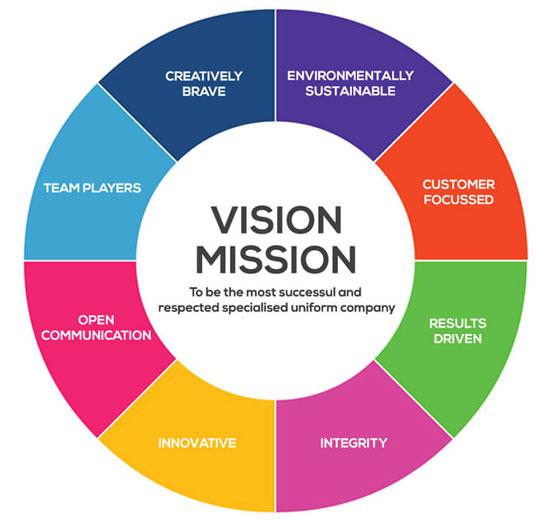 CREATIVELY
BRAVE
ENVIRONMENTALLY
SUSTAINABLE
CUSTOMER
FOCUSSED
RESULTS
DRIVEN
INTEGRITY
INNOVATIVE
OPEN
COMMUNICATION
TEAM PLAYERS
VISION
MISSION
To be the most successul and
respected specialised uniform company